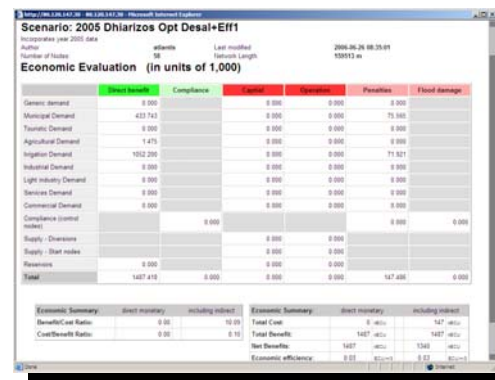 Scenario: 2005 Dhiarizos Opt Desal+Eff1
Incorporates year 2005 data
Author atlantis Last modified 2006-06-26 08:35:01
Number of Nodes 58 Network Length 159513 m
Economic Evaluation (in units of 1,000)
Direct benefit Compliance Capital Operation Penalties Flood damage
Generic demand 0.000 0.000 0.000 0.000
Municipal Demand 433.743 0.000 0.000 75.565
Touristic Demand 0.000 0.000 0.000 0.000
Agricultural Demand 1.475 0.000 0.000 0.000
Irrigation Demand 1052.200 0.000 0.000 71.921
Industrial Demand 0.000 0.000 0.000 0.000
Light industry Demand 0.000 0.000 0.000 0.000
Services Demand 0.000 0.000 0.000 0.000
Commercial Demand 0.000 0.000 0.000 0.000
Compliance (control nodes) 0.000 0.000 0.000
Supply - Diversions 0.000 0.000
Supply - Start nodes 0.000 0.000
Reservoirs 0.000 0.000 0.000
Total 1487.418 0.000 0.000 0.000 147.486 0.000
Economic Summary: direct monetary including indirect
Benefit/Cost Ratio: 0.00 10.09
Cost/Benefit Ratio: 0.00 0.10
Economic Summary: direct monetary including indirect
Total Cost: 0 147
Total Benefit: 1487 1487
Net Benefits: 1487 1340
Economic efficiency: 0.03 0.03
Done Internet